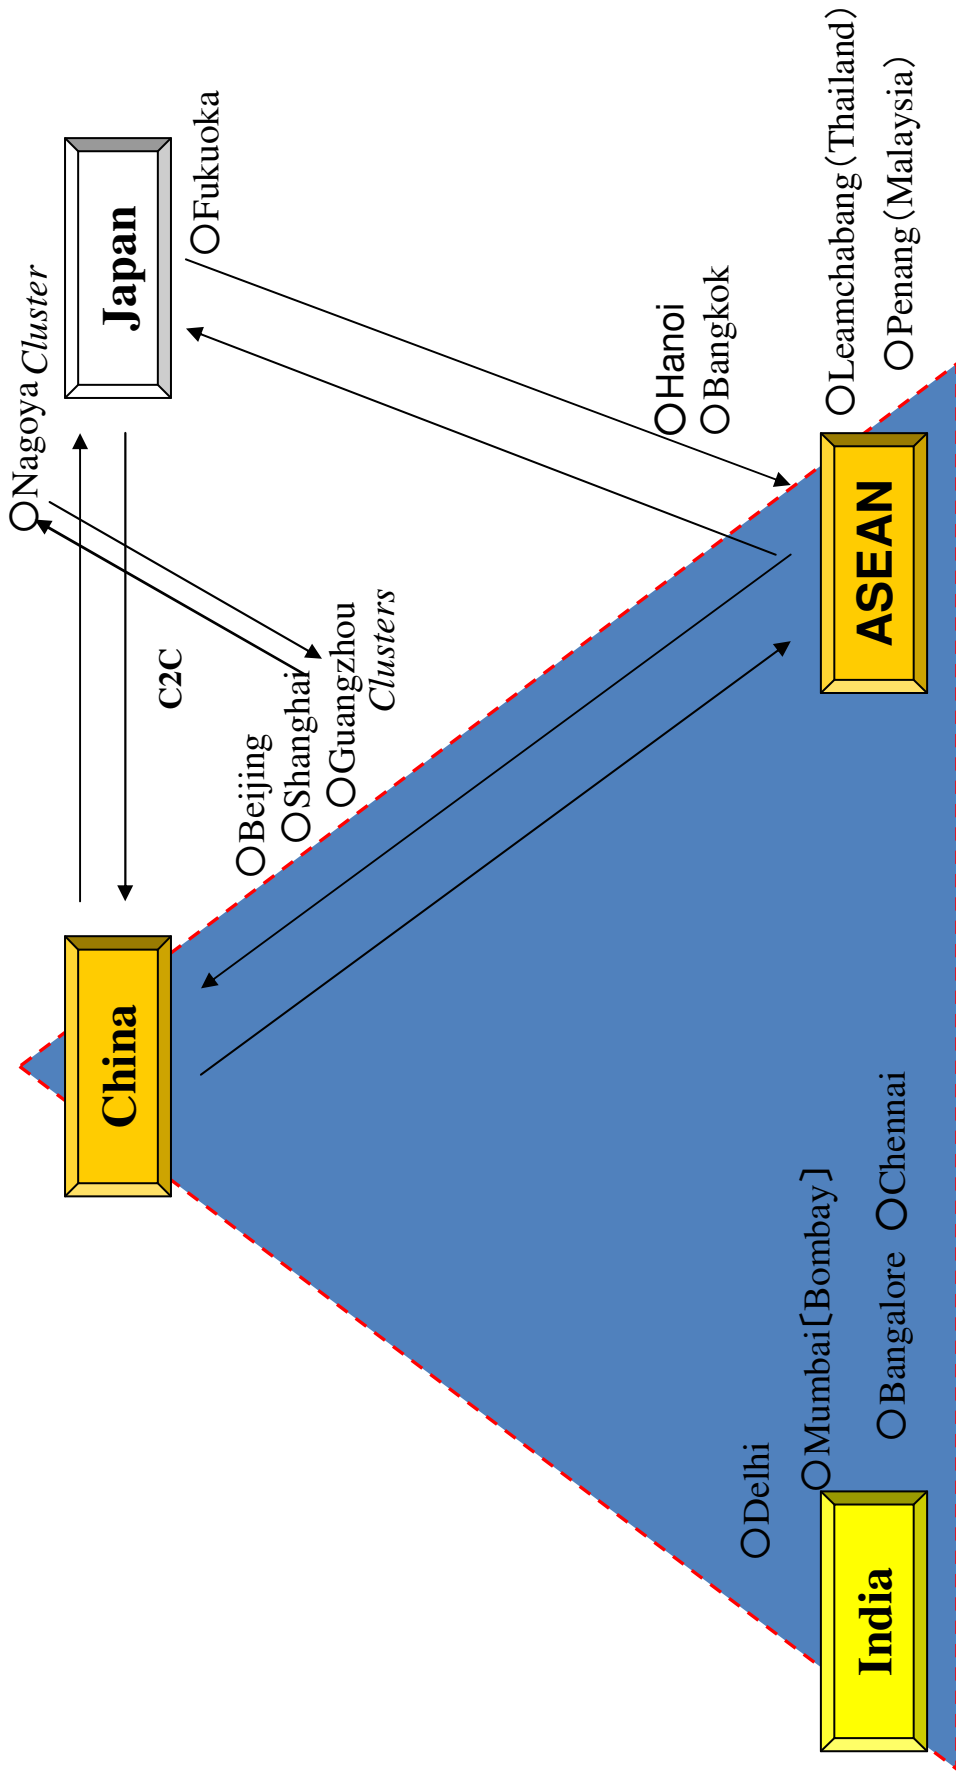 ○Nagoya Cluster
China
Japan
○Fukuoka
C2C
○Beijing
○Shanghai
○Guangzhou
Clusters
○Hanoi
○Bangkok
○Delhi
○Mumbai[Bombay]
○Leamchabang(Thailand)
India
ASEAN
○Bangalore ○Chennai
○Penang(Malaysia)